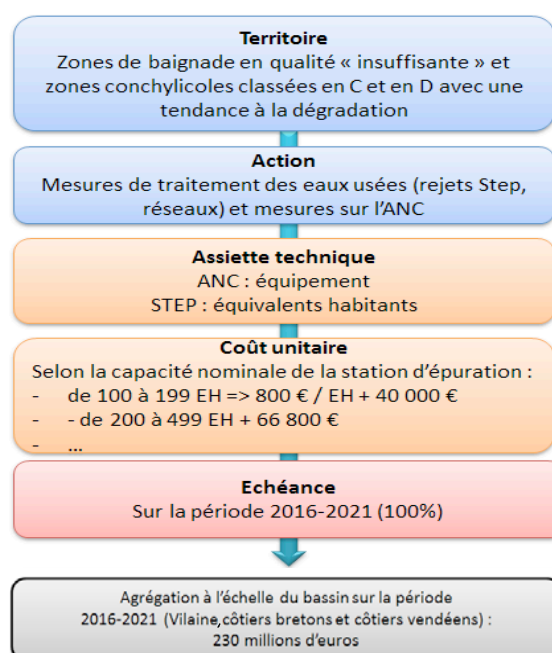 Territoire
Zones de baignade en qualité « insuffisante » et
zones conchylicoles classées en C et en D avec une
tendance à la dégradation
Action
Mesures de traitement des eaux usées (rejets Step,
réseaux) et mesures sur l’ANC
Assiette technique
ANC : équipement
STEP : équivalents habitants
Coût unitaire
Selon la capacité nominale de la station d’épuration :
- de 100 à 199 EH => 800 € / EH + 40 000 €
- - de 200 à 499 EH + 66 800 €
- ...
Echéance
Sur la période 2016-2021 (100%)
Agrégation à l’échelle du bassin sur la période
2016-2021 (Vilaine,côtiers bretons et côtiers vendéens) :
230 millions d’euros